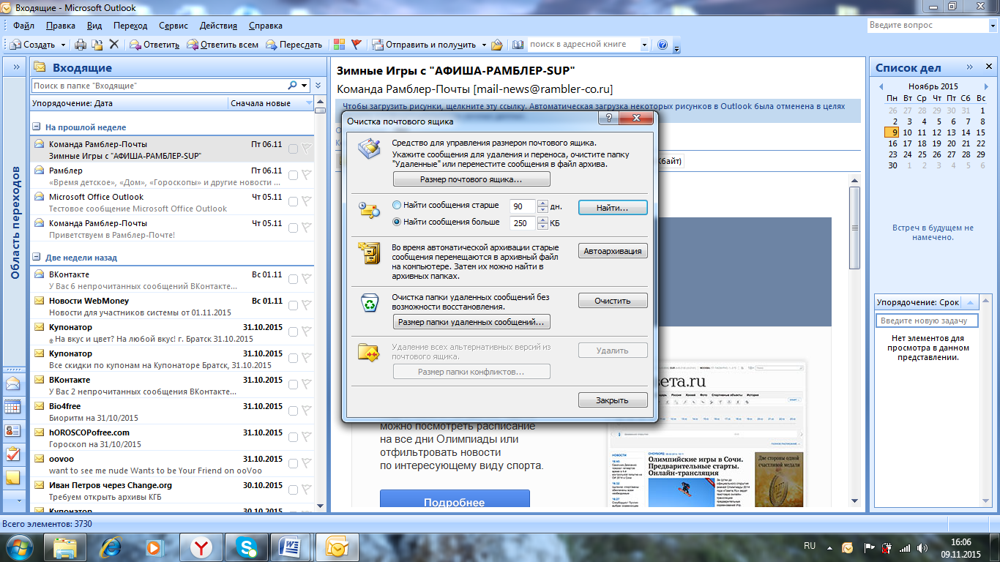 Входящие - Microsoft Outlook
Файл Правка Вид Переход Сервис Действия Справка
Введите вопрос
Создать Ответить Ответить всем Переслать Отправить и получить поиск в адресной книге
Область переходов
Входящие
Поиск в папке "Входящие"
Упорядочение: Дата Сначала новые
На прошлой неделе
Команда Рамблер-Почты Пт 06.11
Зимные Игры с "АФИША-РАМБЛЕР-SUP"
Рамблер Пт 06.11
«Время детское», «Дом», «Гороскопы» и другие новости ...
Microsoft Office Outlook Чт 05.11
Тестовое сообщение Microsoft Office Outlook
Команда Рамблер-Почты Чт 05.11
Приветствуем в Рамблер-Почте!
Две недели назад
ВКонтакте Вс 01.11
У Вас 6 непрочитанных сообщений ВКонтакте...
Новости WebMoney Вс 01.11
Новости для участников системы от 01.11.2015
Купонатор 31.10.2015
На вкус и цвет? На любой вкус! г. Братск 31.10.2015
Купонатор 31.10.2015
Все скидки по купонам на Купонаторе Братск, 31.10.2015
ВКонтакте 31.10.2015
У Вас 2 непрочитанных сообщения ВКонтакте...
Bio4free 31.10.2015
Биоритм на 31/10/2015
hOROSCOPofree.com 31.10.2015
Гороскоп на 31/10/2015
oovoo 31.10.2015
want to see me nude Wants to be Your Friend on ooVoo
Иван Петров через Change.org 30.10.2015
Требуем открыть архивы КГБ
Купонатор 30.10.2015
Зимные Игры с "АФИША-РАМБЛЕР-SUP"
Команда Рамблер-Почты [mail-news@rambler-co.ru]
Чтобы загрузить рисунки, щелкните эту ссылку. Автоматическая загрузка некоторых рисунков в Outlook была отменена в целях
Кбайт)
Очистка почтового ящика
Средство для управления размером почтового ящика.
Укажите сообщения для удаления и переноса, очистите папку
"Удаленные" или переместите сообщения в файл архива.
Размер почтового ящика...
Найти сообщения старше 90 дн. Найти...
Найти сообщения больше 250 КБ
Во время автоматической архивации старые
сообщения перемещаются в архивный файл
на компьютере. Затем их можно найти в
архивных папках.
Автоархивация
Очистка папки удаленных сообщений без
возможности восстановления.
Очистить
Размер папки удаленных сообщений...
Удаление всех альтернативных версий из
почтового ящика.
Удалить
Размер папки конфликтов...
Закрыть
можно посмотреть расписание
на все дни Олимпиады или
отфильтровать новости
по интересующему виду спорта.
Подробнее
зета.ru
НОВОСТИ
Олимпийские игры в Сочи.
Предварительные старты.
Онлайн-трансляция
Две стороны одной
счастливой медали
Список дел
Ноябрь 2015
Пн Вт Ср Чт Пт Сб Вс
26 27 28 29 30 31 1
2 3 4 5 6 7 8
9 10 11 12 13 14 15
16 17 18 19 20 21 22
23 24 25 26 27 28 29
30 1 2 3 4 5 6
Встреч в будущем не
намечено.
Упорядочение: Срок
Введите новую задачу
Нет элементов для
просмотра в данном
представлении.
Всего элементов: 3730
RU
16:06
09.11.2015